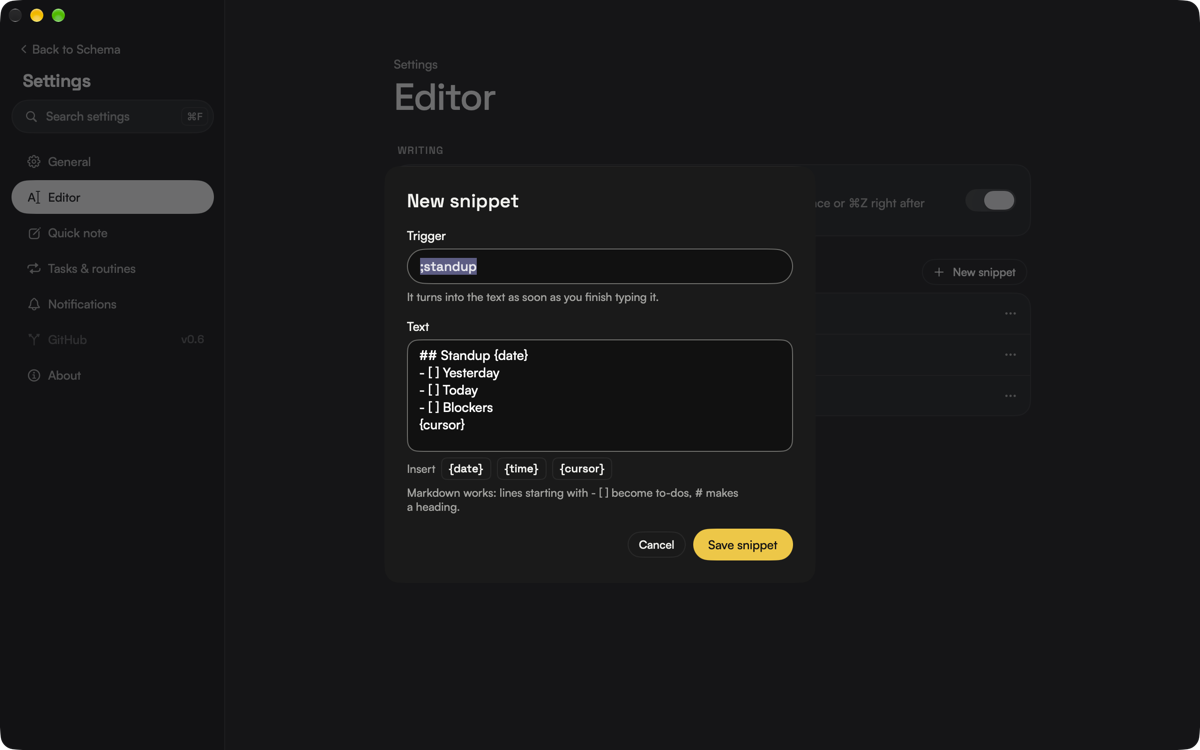 Back to Schema
Settings
Search settings ⌘F
General
Editor
Quick note
Tasks & routines
Notifications
GitHub v0.6
About
Settings
Editor
WRITING
or ⌘Z right after
+ New snippet
New snippet
Trigger
;standup
It turns into the text as soon as you finish typing it.
Text
## Standup {date}
- [ ] Yesterday
- [ ] Today
- [ ] Blockers
{cursor}
Insert {date} {time} {cursor}
Markdown works: lines starting with - [ ] become to-dos, # makes
a heading.
Cancel Save snippet